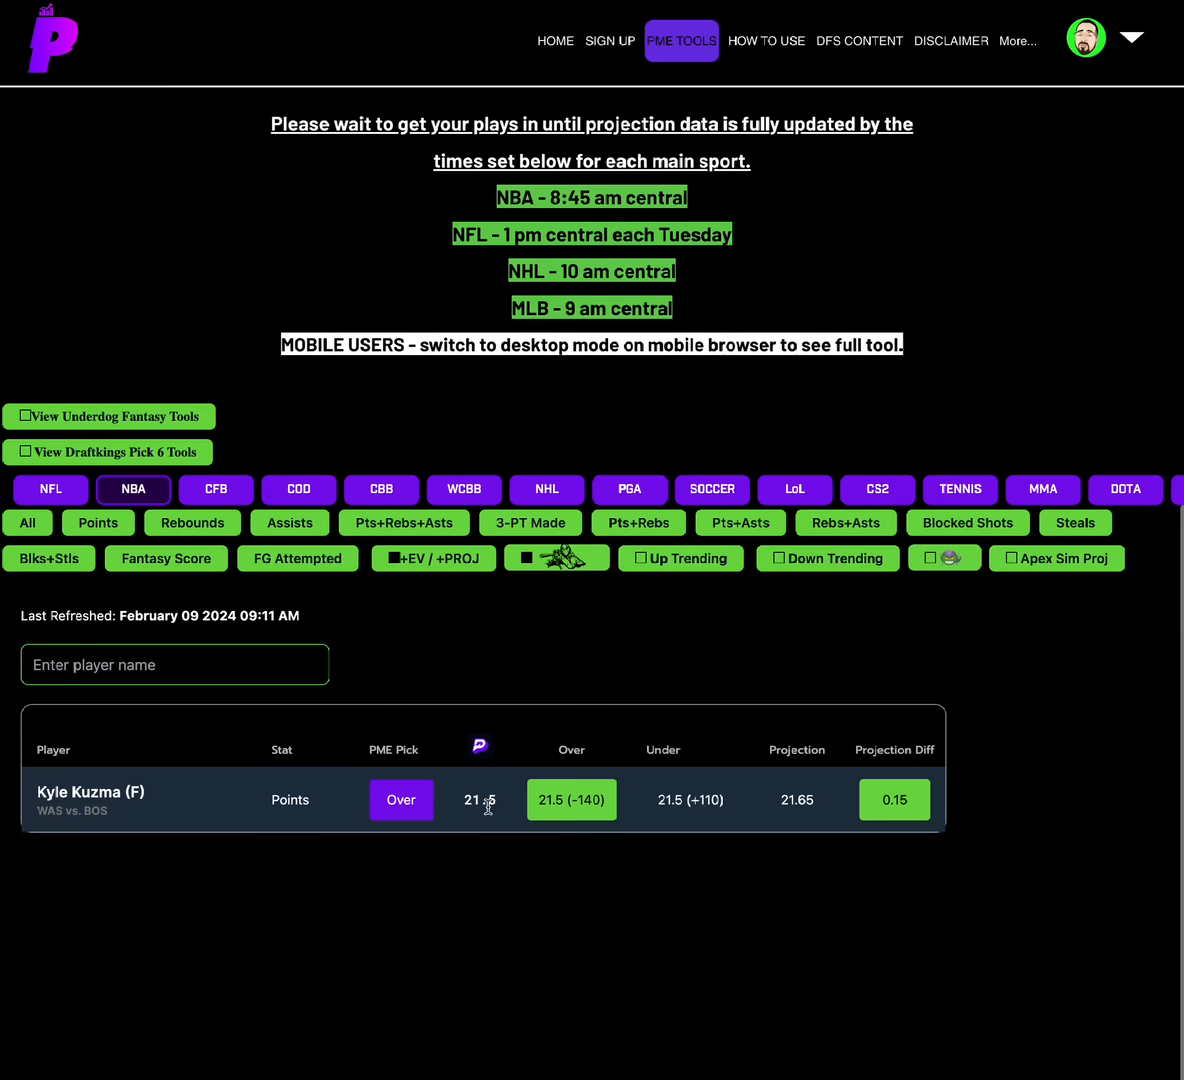 HOME SIGN UP PME TOOLS HOW TO USE DFS CONTENT DISCLAIMER More...
Please wait to get your plays in until projection data is fully updated by the
times set below for each main sport.
NBA - 8:45 am central
NFL - 1 pm central each Tuesday
NHL - 10 am central
MLB - 9 am central
MOBILE USERS - switch to desktop mode on mobile browser to see full tool.
View Underdog Fantasy Tools
View Draftkings Pick 6 Tools
NFL NBA CFB COD CBB WCBB NHL PGA SOCCER LoL CS2 TENNIS MMA DOTA
All Points Rebounds Assists Pts+Rebs+Asts 3-PT Made Pts+Rebs Pts+Asts Rebs+Asts Blocked Shots Steals
Blks+Stls Fantasy Score FG Attempted +EV / +PROJ Up Trending Down Trending Apex Sim Proj
Last Refreshed: February 09 2024 09:11 AM
Enter player name
Player Stat PME Pick P Over Under Projection Projection Diff
Kyle Kuzma (F) Points Over 21.5 21.5 (-140) 21.5 (+110) 21.65 0.15
WAS vs. BOS